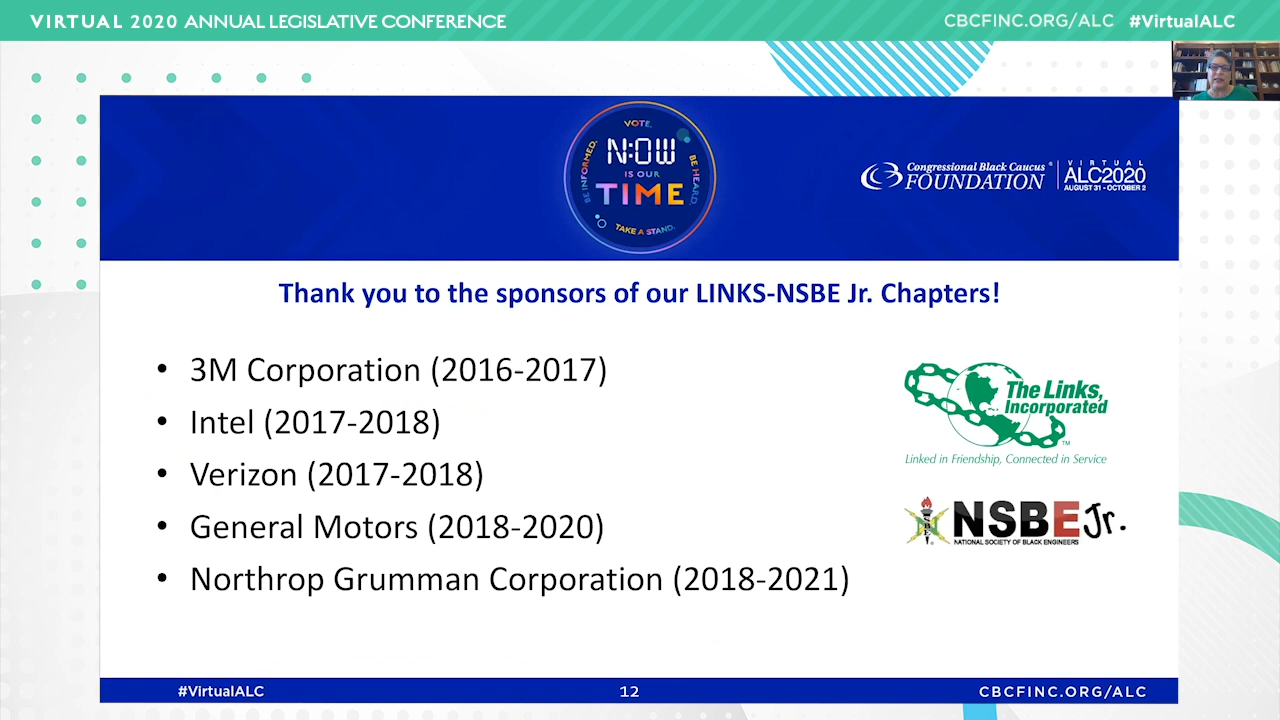 VIRTUAL 2020 ANNUAL LEGISLATIVE CONFERENCE
CBCFINC.ORG/ALC #VirtualALC
VOTE.
BE INFORMED.
N:OW
IS OUR
TIME
BE HEARD.
TAKE A STAND.
Congressional Black Caucus®
FOUNDATION
VIRTUAL
ALC2020
AUGUST 31 - OCTOBER 2
Thank you to the sponsors of our LINKS-NSBE Jr. Chapters!
• 3M Corporation (2016-2017)
• Intel (2017-2018)
• Verizon (2017-2018)
• General Motors (2018-2020)
• Northrop Grumman Corporation (2018-2021)
The Links,
Incorporated
TM
Linked in Friendship, Connected in Service
NSBE Jr.
NATIONAL SOCIETY OF BLACK ENGINEERS
#VirtualALC
12
CBCFINC.ORG/ALC